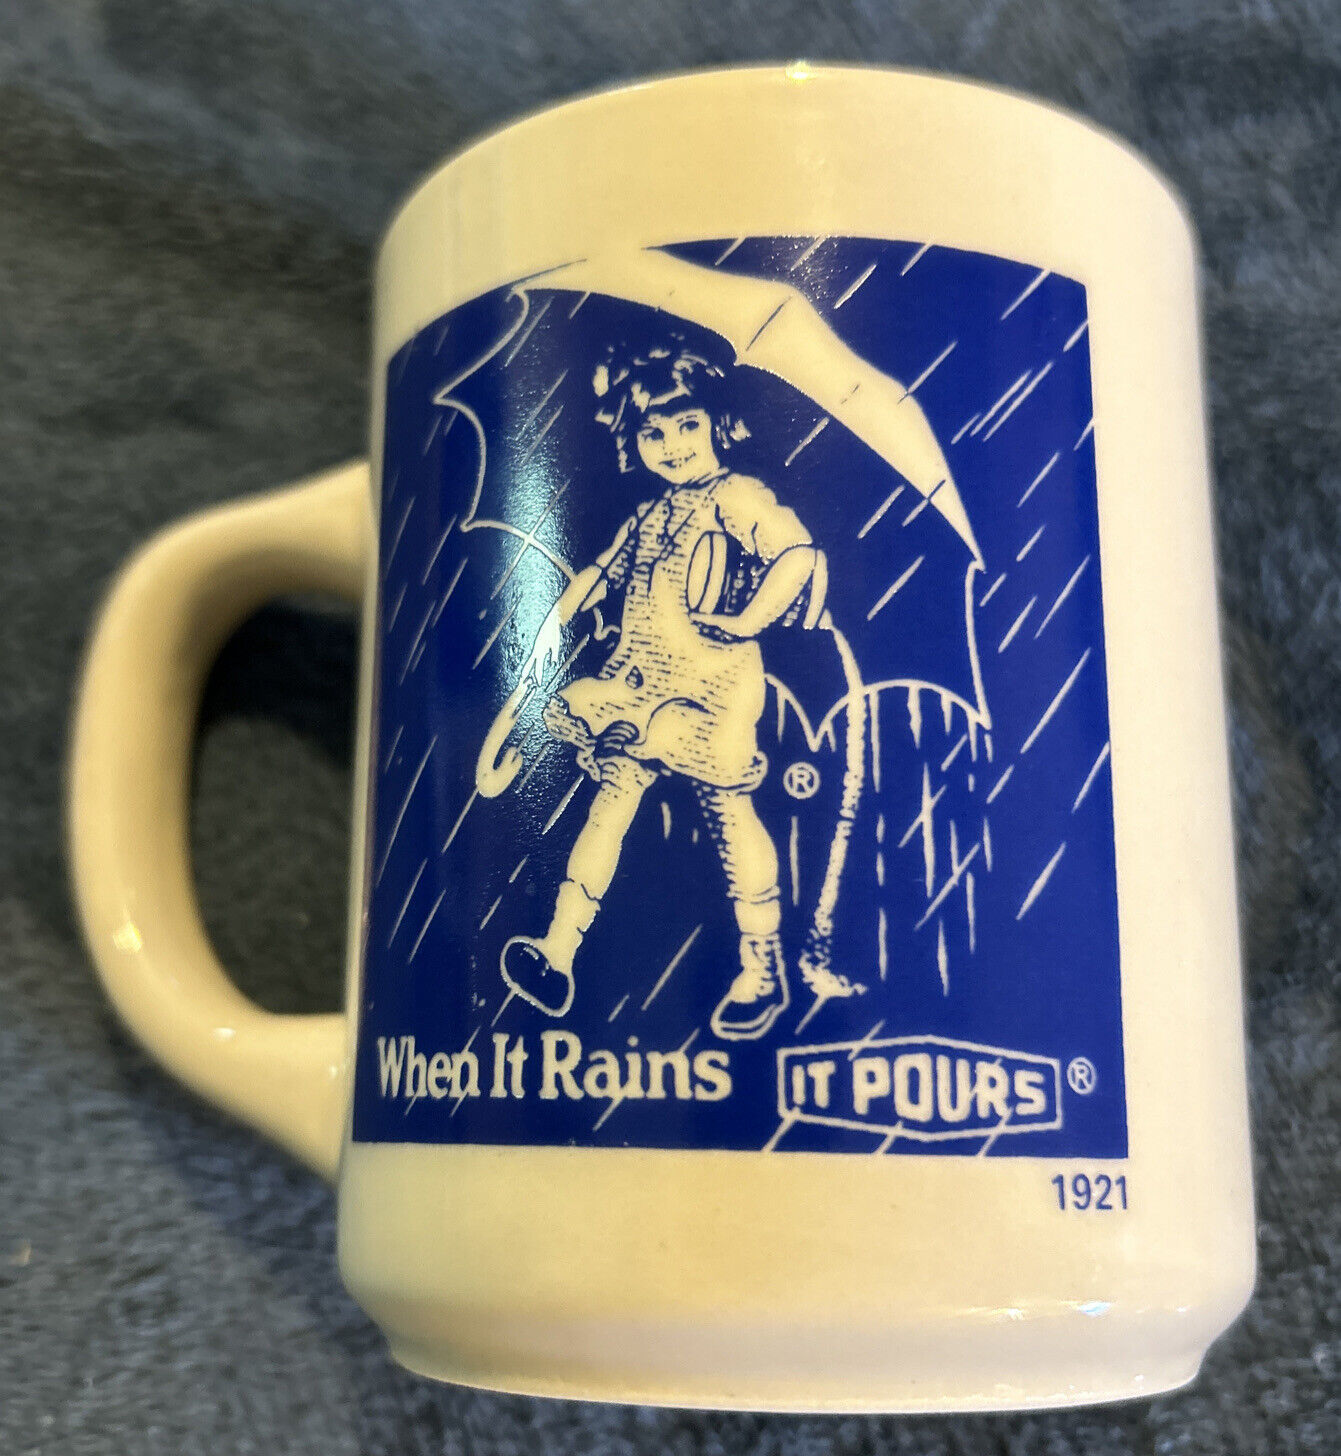 ®
When It Rains IT POURS ®
1921